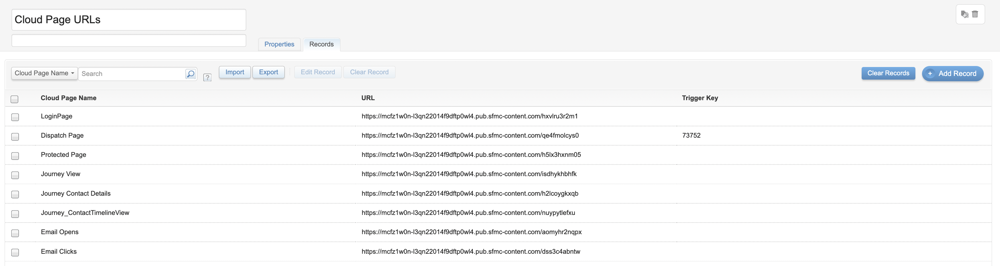 Cloud Page URLs
Properties Records
Cloud Page Name Search ? Import Export Edit Record Clear Record Clear Records + Add Record
Cloud Page Name URL Trigger Key
LoginPage https://mcfz1w0n-l3qn22014f9dftp0wl4.pub.sfmc-content.com/hxvlru3r2m1
Dispatch Page https://mcfz1w0n-l3qn22014f9dftp0wl4.pub.sfmc-content.com/qe4fmolcys0 73752
Protected Page https://mcfz1w0n-l3qn22014f9dftp0wl4.pub.sfmc-content.com/h5lx3hxnm05
Journey View https://mcfz1w0n-l3qn22014f9dftp0wl4.pub.sfmc-content.com/isdhykhbhfk
Journey Contact Details https://mcfz1w0n-l3qn22014f9dftp0wl4.pub.sfmc-content.com/h2lcoygkxqb
Journey_ContactTimelineView https://mcfz1w0n-l3qn22014f9dftp0wl4.pub.sfmc-content.com/nuypytlefxu
Email Opens https://mcfz1w0n-l3qn22014f9dftp0wl4.pub.sfmc-content.com/aomyhr2nqpx
Email Clicks https://mcfz1w0n-l3qn22014f9dftp0wl4.pub.sfmc-content.com/dss3c4abntw